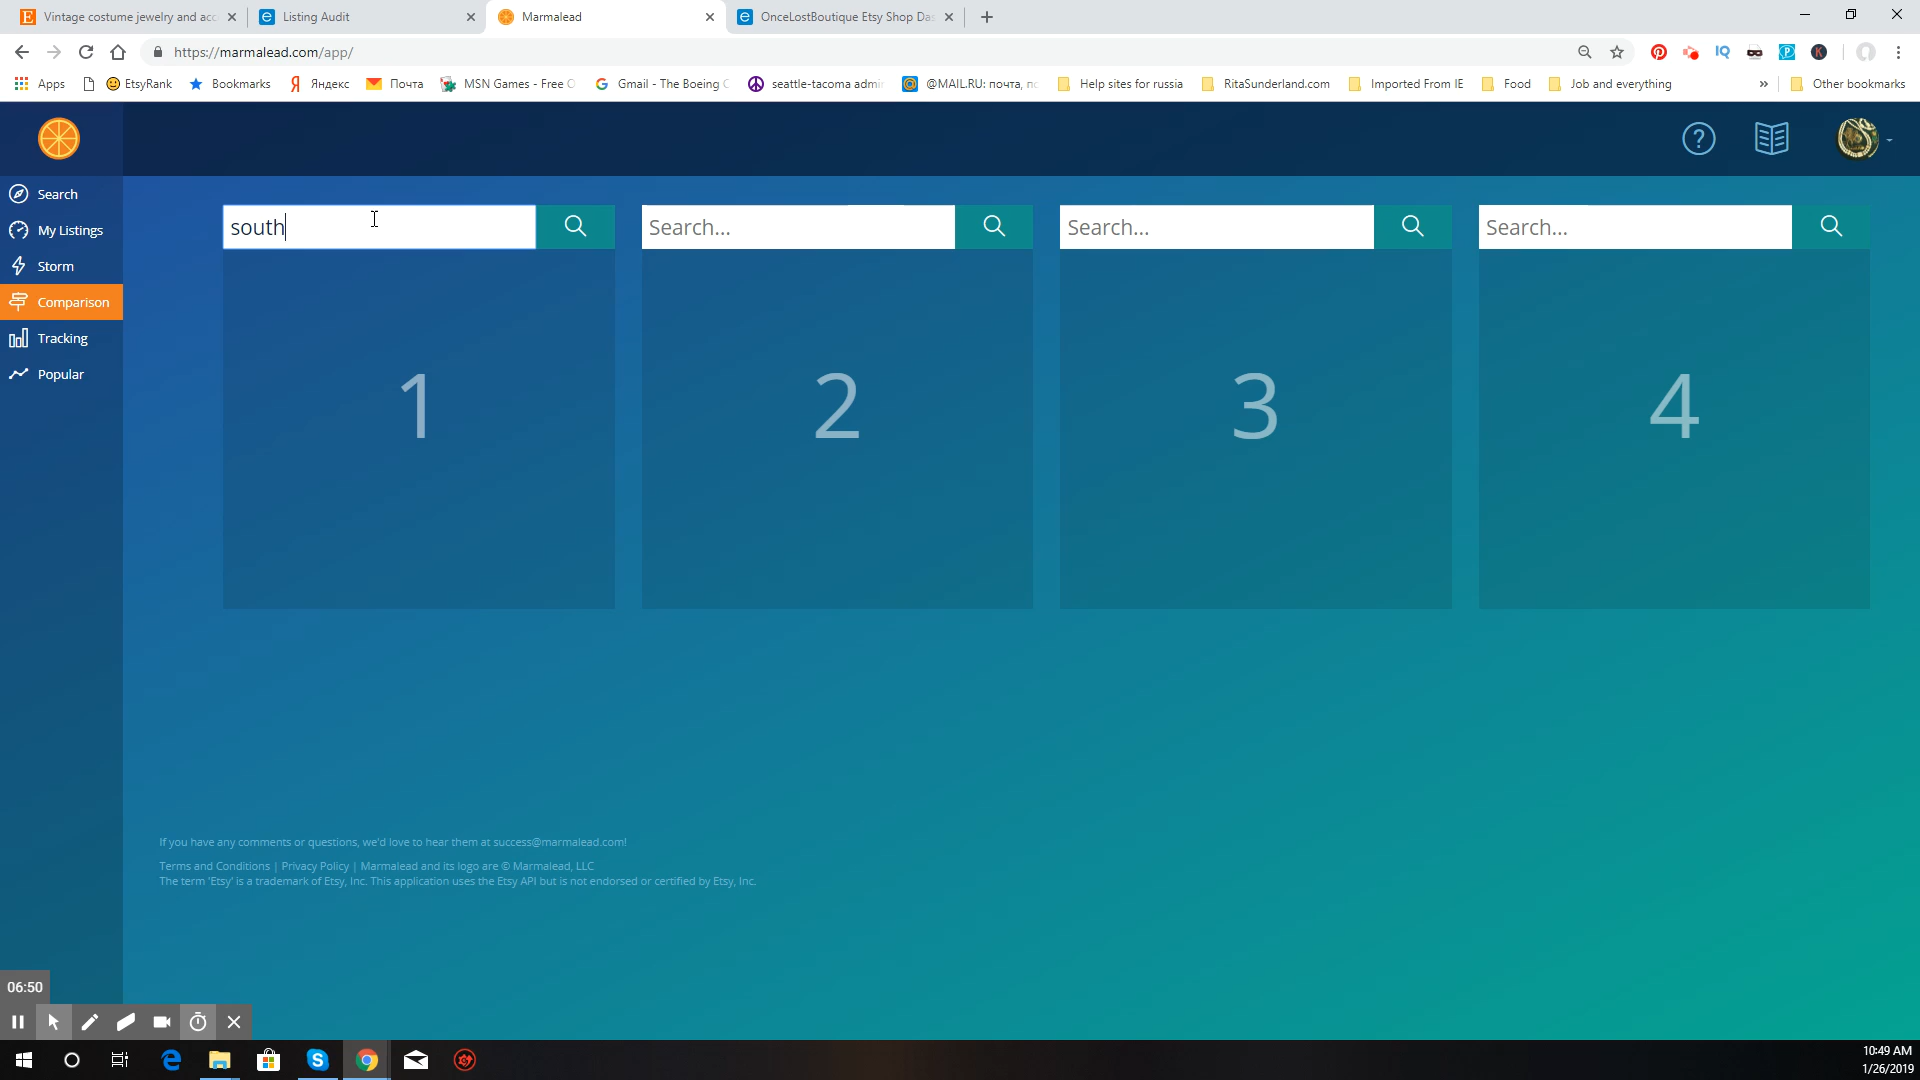 Vintage costume jewelry and acc
Listing Audit
Marmalead
OnceLostBoutique Etsy Shop Das
https://marmalead.com/app/
Apps
EtsyRank
Bookmarks
Яндекс
Почта
MSN Games - Free O
Gmail - The Boeing C
seattle-tacoma admi
@MAIL.RU: почта, по
Help sites for russia
RitaSunderland.com
Imported From IE
Food
Job and everything
»
Other bookmarks
?
Search
My Listings
Storm
Comparison
Tracking
Popular
south
Search...
Search...
Search...
1
2
3
4
If you have any comments or questions, we'd love to hear them at success@marmalead.com!
Terms and Conditions | Privacy Policy | Marmalead and its logo are © Marmalead, LLC
The term 'Etsy' is a trademark of Etsy, Inc. This application uses the Etsy API but is not endorsed or certified by Etsy, Inc.
06:50
10:49 AM
1/26/2019